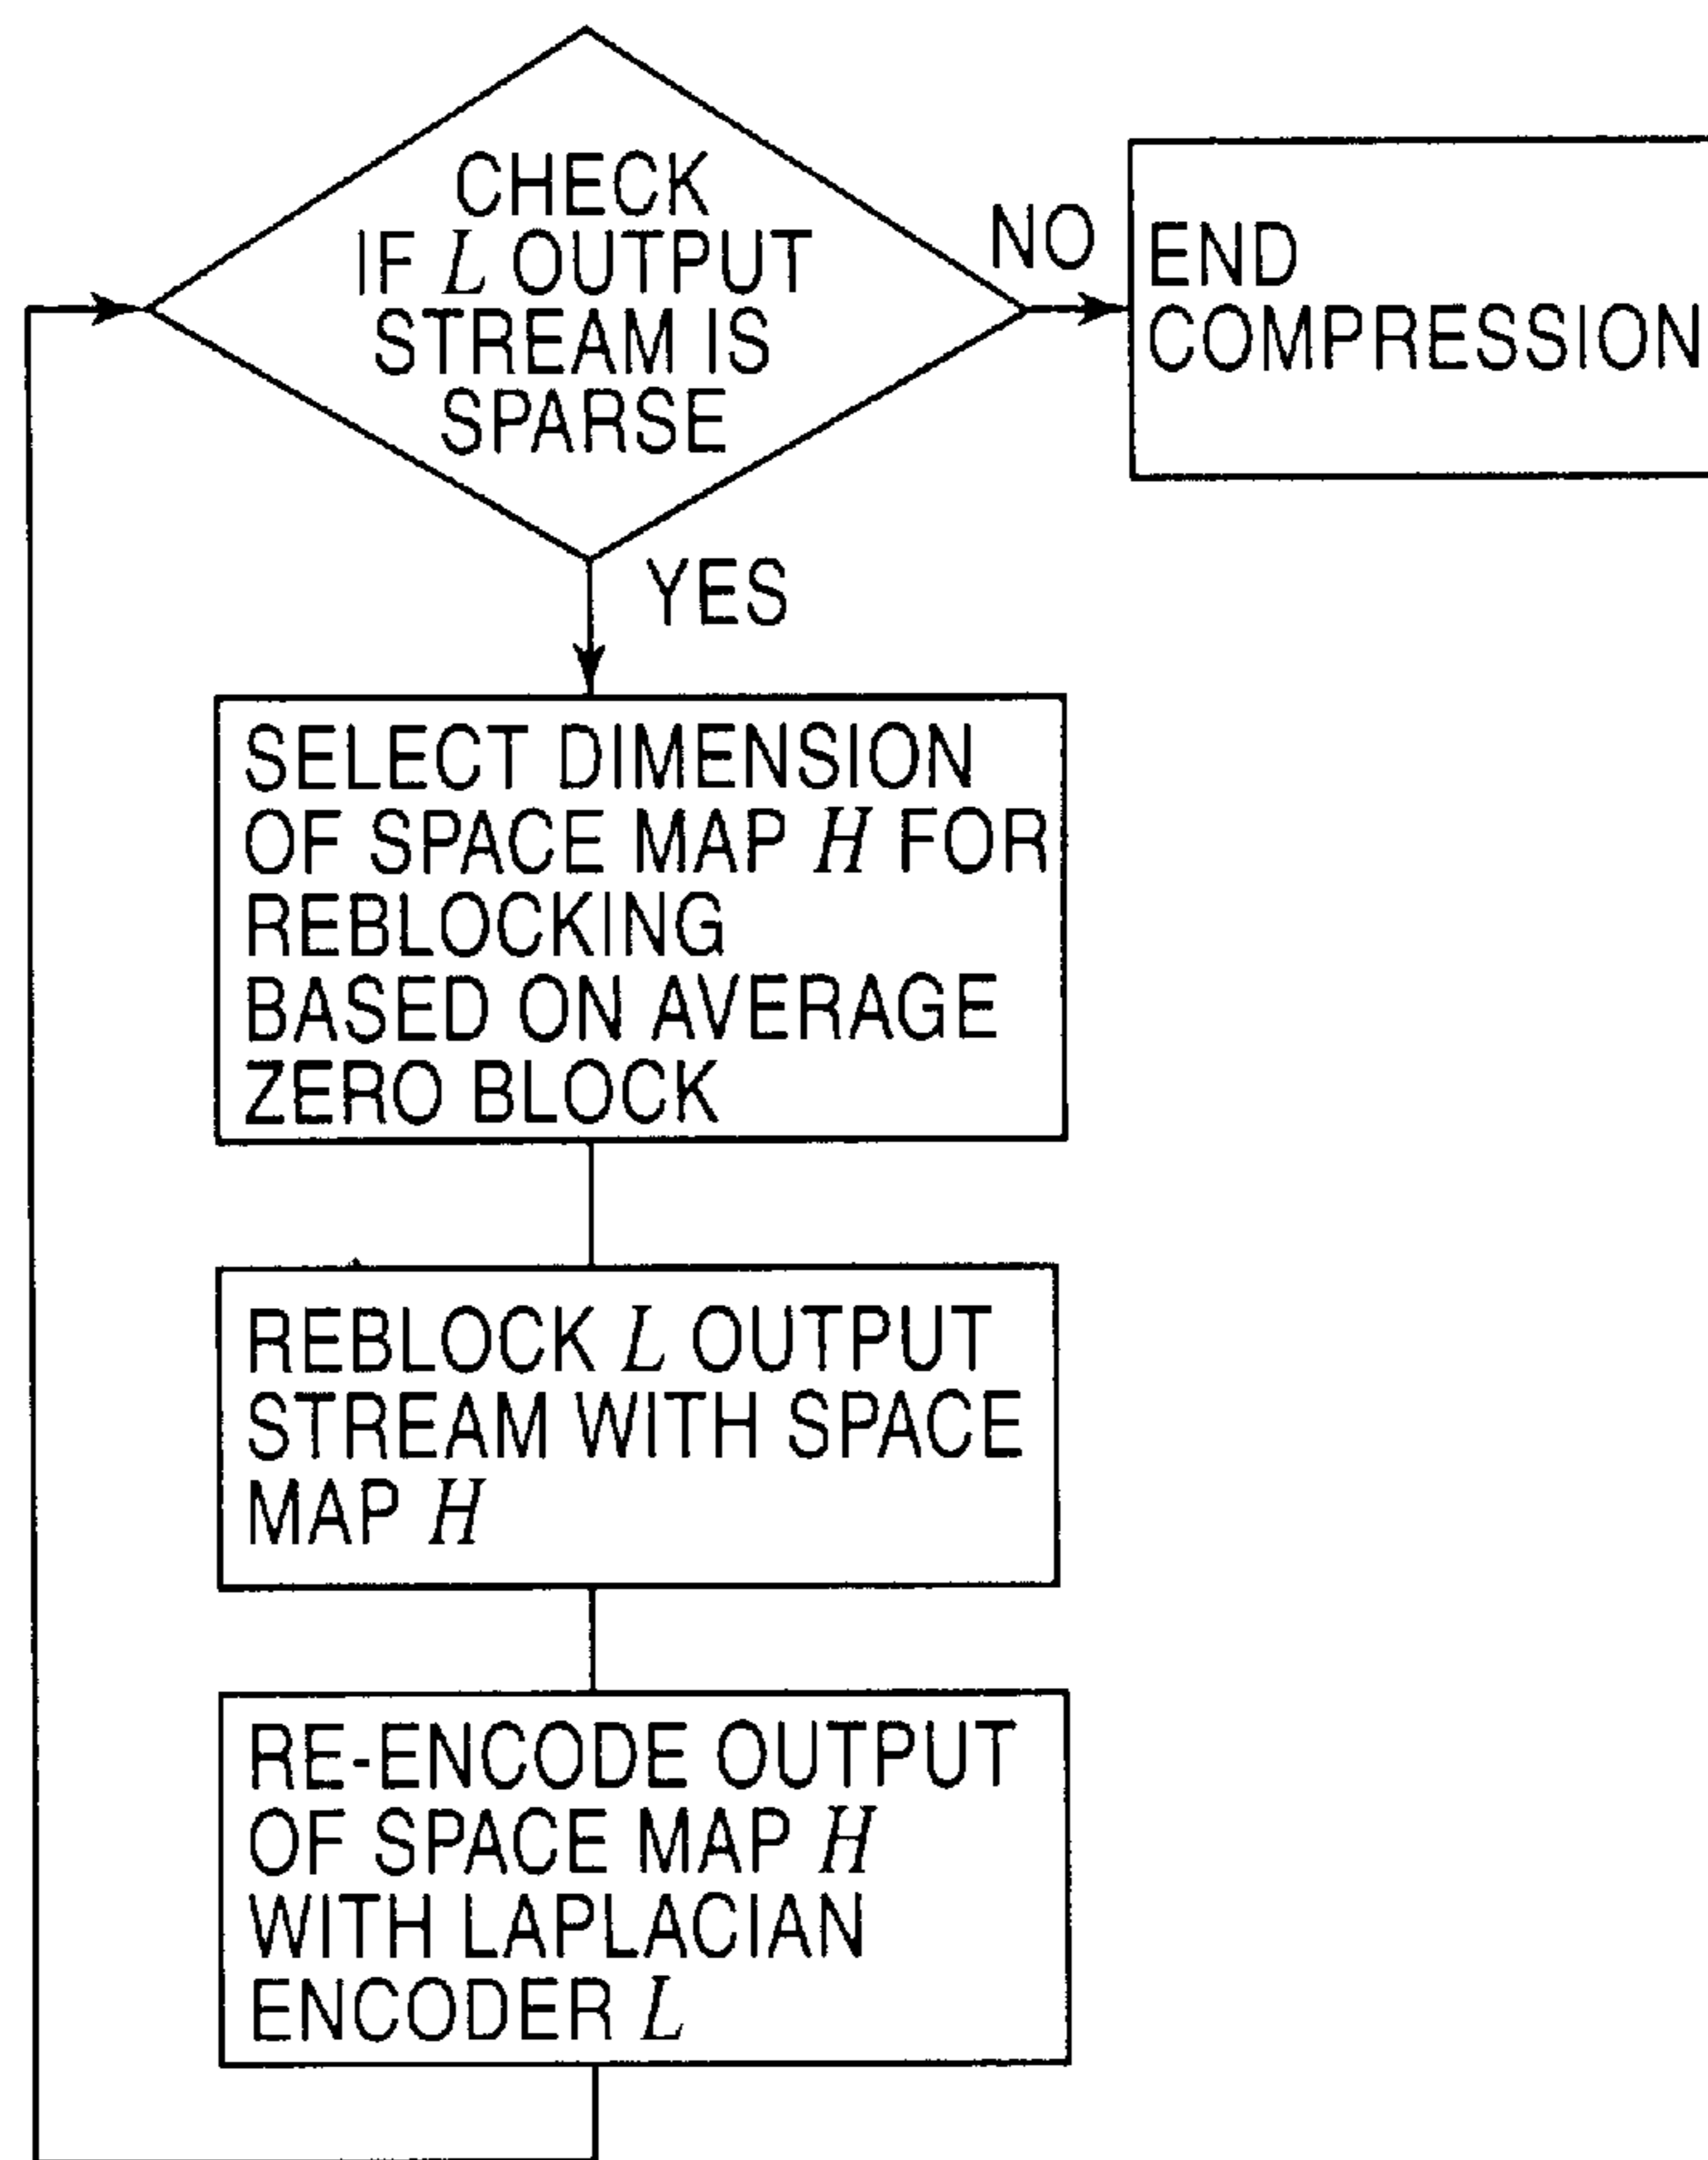 CHECK
IF L OUTPUT
STREAM IS
SPARSE
NO
END
COMPRESSION
YES
SELECT DIMENSION
OF SPACE MAP H FOR
REBLOCKING
BASED ON AVERAGE
ZERO BLOCK
REBLOCK L OUTPUT
STREAM WITH SPACE
MAP H
RE-ENCODE OUTPUT
OF SPACE MAP H
WITH LAPLACIAN
ENCODER L